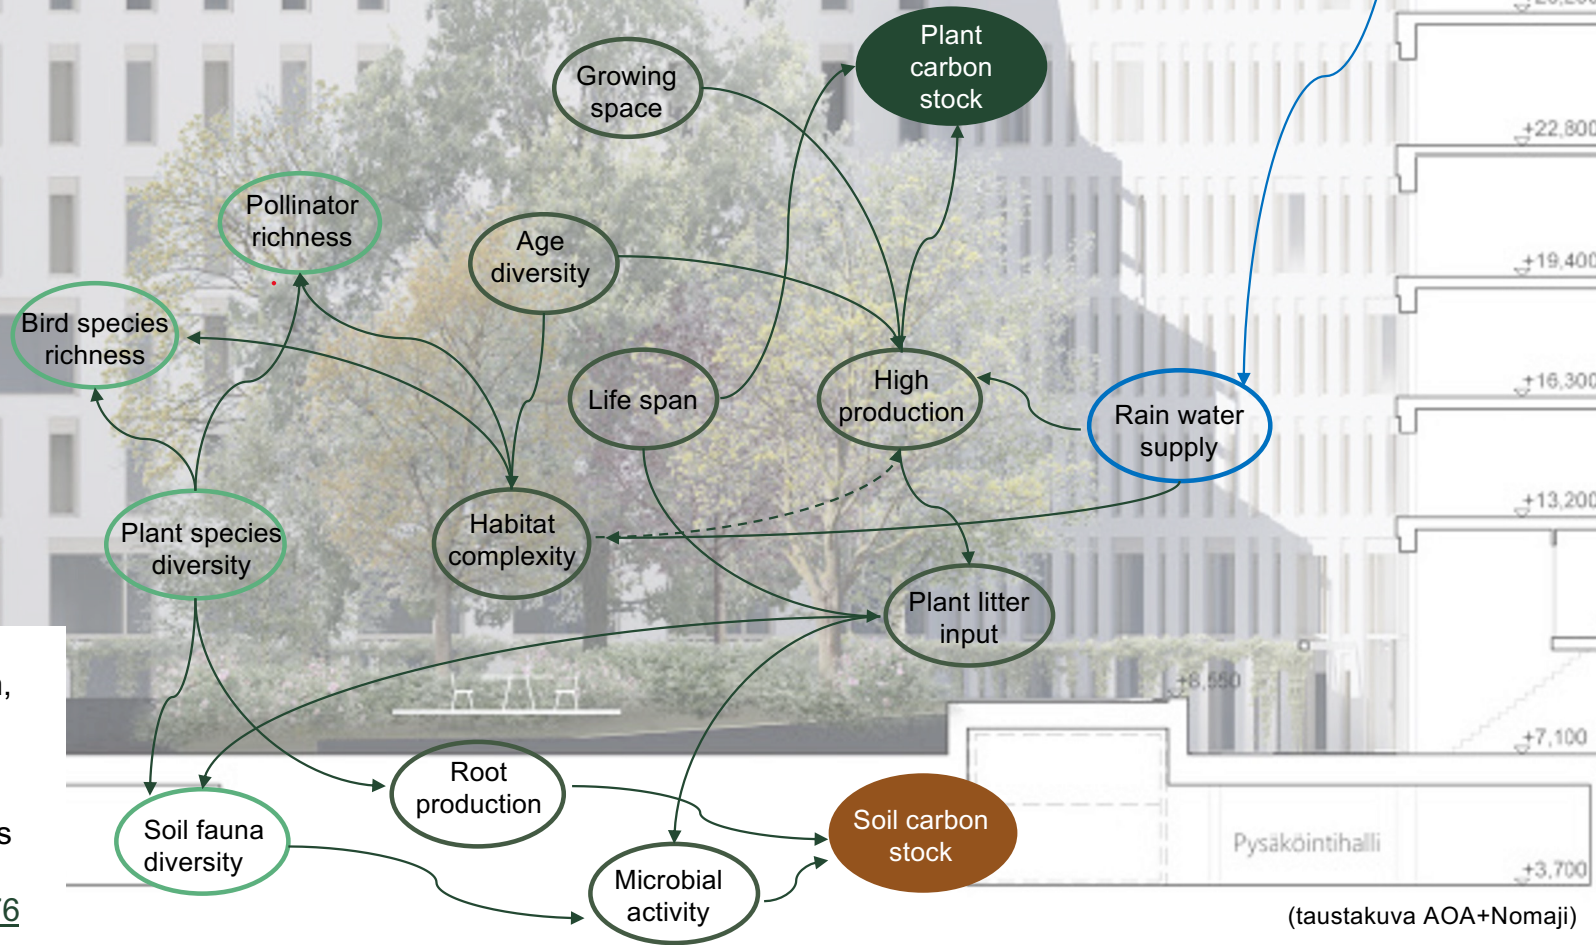 Plant
carbon
stock
Growing
space
+22,800
Pollinator
richness
Age
diversity
+19,400
Bird species
richness
Life span
High
production
+16,300
Rain water
supply
+13,200
Plant species
diversity
Habitat
complexity
Plant litter
input
+8,550
+7,100
Root
production
Soil fauna
diversity
Soil carbon
stock
Pysäköintihalli
+3,700
Microbial
activity
76
(taustakuva AOA+Nomaji)